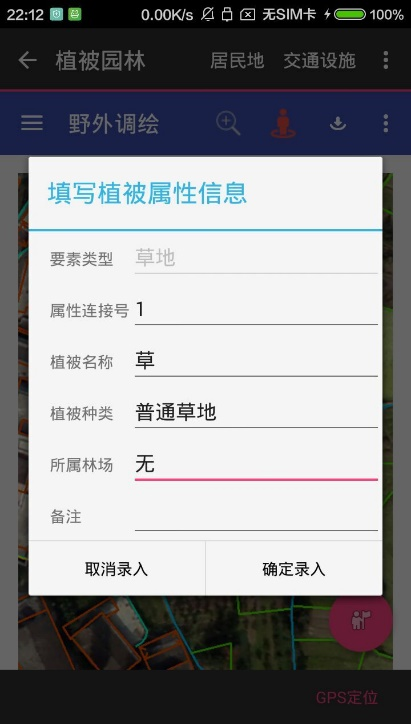 22:12 0.00K/s 无SIM卡 100%
植被园林 居民地 交通设施
野外调绘
填写植被属性信息
要素类型 草地
属性连接号 1
植被名称 草
植被种类 普通草地
所属林场 无
备注
取消录入 确定录入
GPS定位